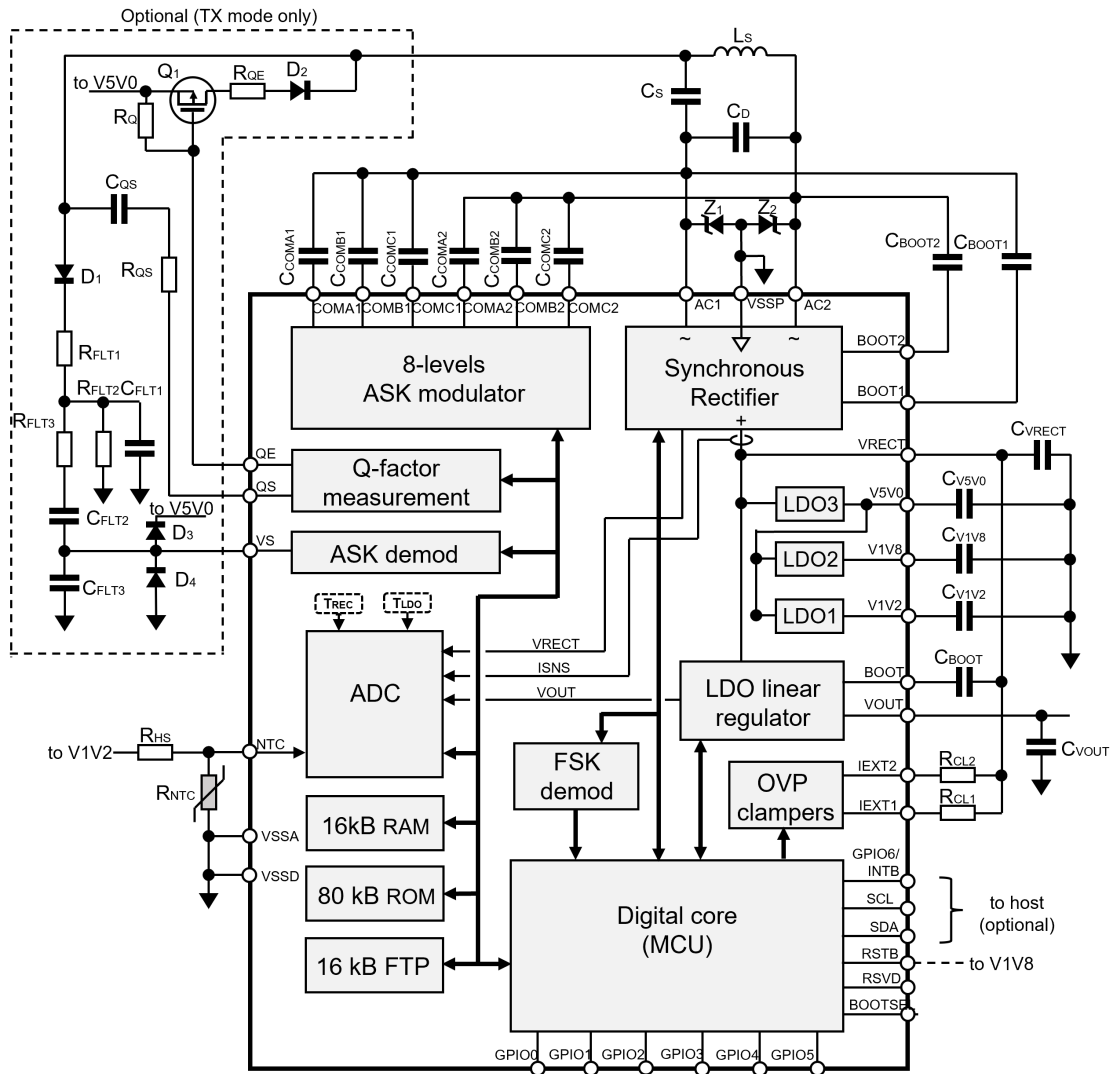 Optional (TX mode only)
LS
Q1
RQE
D2
to V5V0
RQ
CS
CD
CQS
Z1
Z2
RQS
D1
CCOMA1
CCOMB1
CCOMC1
CCOMA2
CCOMB2
CCOMC2
CBOOT2
CBOOT1
COMA1
COMB1
COMC1
COMA2
COMB2
COMC2
AC1
VSSP
AC2
~
~
8-levels
ASK modulator
Synchronous
Rectifier
+
BOOT2
BOOT1
RFLT1
RFLT2
CFLT1
RFLT3
VRECT
CVRECT
QE
QS
Q-factor
measurement
CFLT2
to V5V0
D3
VS
ASK demod
CFLT3
D4
LDO3
V5V0
CV5V0
LDO2
V1V8
CV1V8
LDO1
V1V2
CV1V2
TREC
TLDO
ADC
VRECT
ISNS
VOUT
LDO linear
regulator
BOOT
CBOOT
VOUT
CVOUT
to V1V2
RHS
NTC
RNTC
FSK
demod
OVP
clampers
IEXT2
RCL2
IEXT1
RCL1
16kB RAM
VSSA
VSSD
80 kB ROM
16 kB FTP
Digital core
(MCU)
GPIO6/
INTB
SCL
SDA
to host
(optional)
RSTB
to V1V8
RSVD
BOOTSE
GPIO0
GPIO1
GPIO2
GPIO3
GPIO4
GPIO5